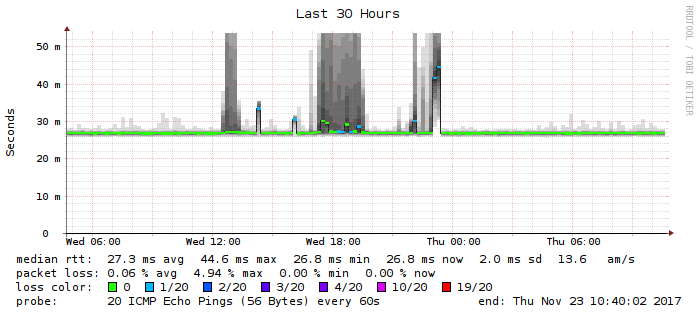 Last 30 Hours
RRDTOOL / TOBI OETIKER
Seconds
50 m
40 m
30 m
20 m
10 m
0
Wed 06:00 Wed 12:00 Wed 18:00 Thu 00:00 Thu 06:00
median rtt: 27.3 ms avg 44.6 ms max 26.8 ms min 26.8 ms now 2.0 ms sd 13.6 am/s
packet loss: 0.06 % avg 4.94 % max 0.00 % min 0.00 % now
loss color: 0 1/20 2/20 3/20 4/20 10/20 19/20
probe: 20 ICMP Echo Pings (56 Bytes) every 60s end: Thu Nov 23 10:40:02 2017